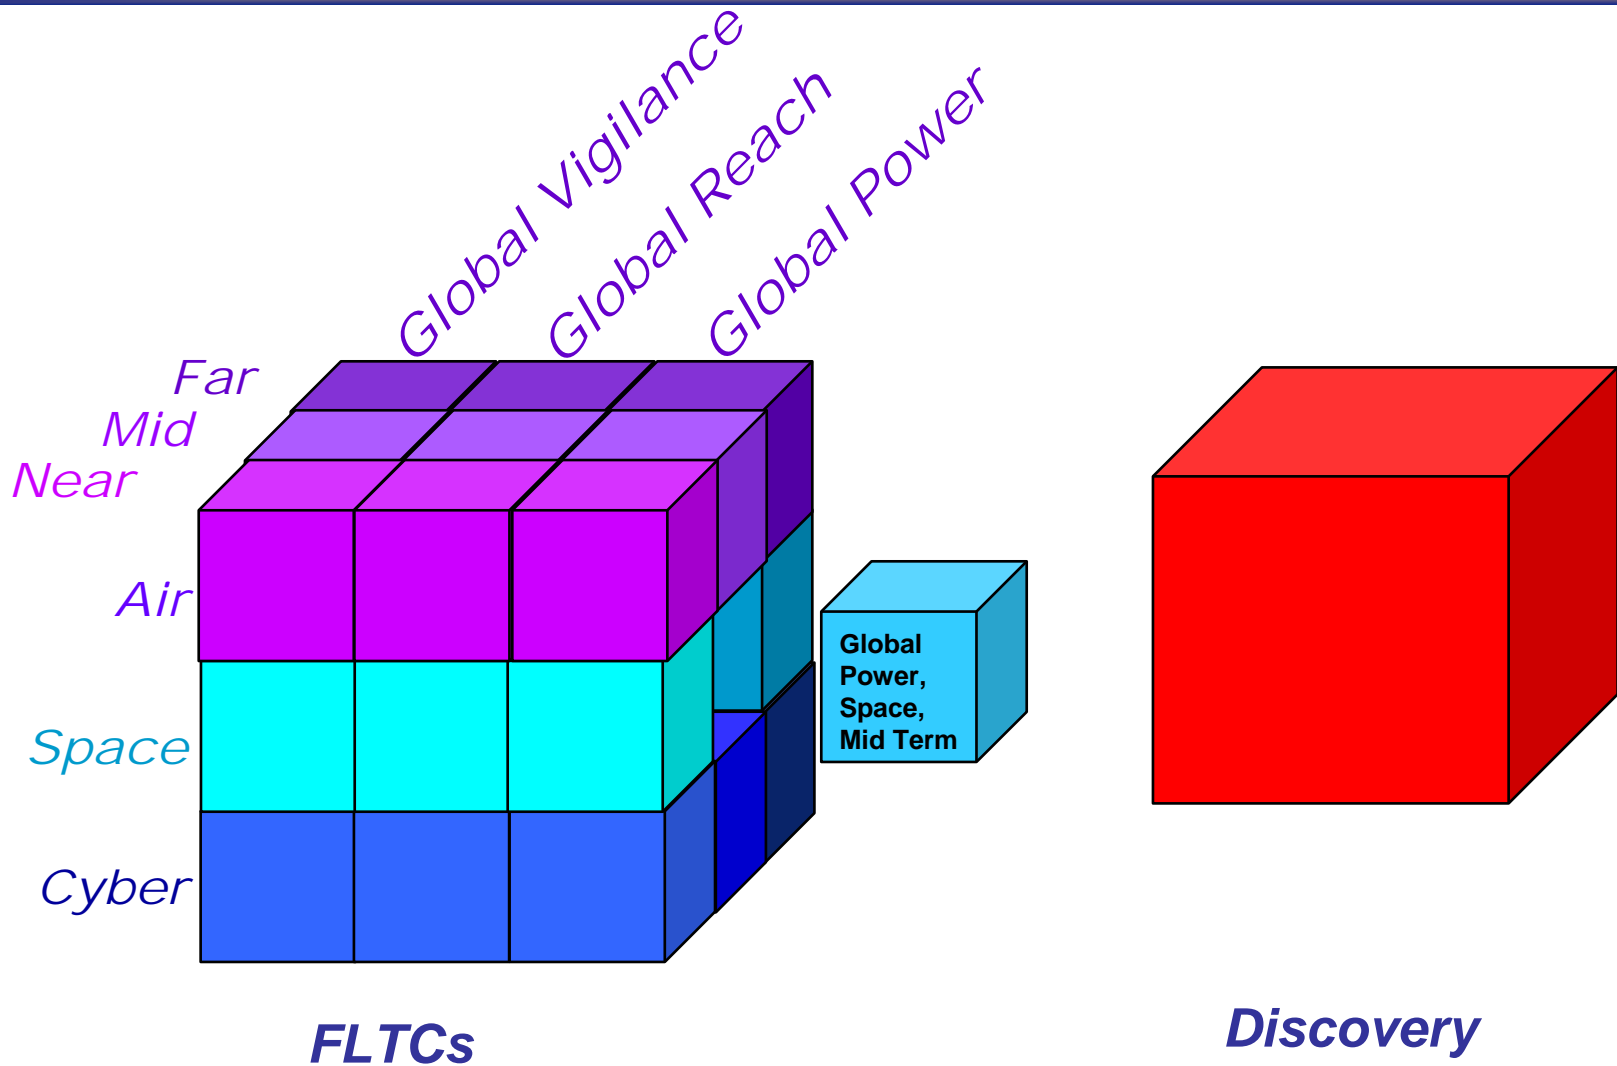 Global Vigilance
Global Reach
Global Power
Far
Mid
Near
Air
Space
Cyber
Global
Power,
Space,
Mid Term
FLTCs
Discovery